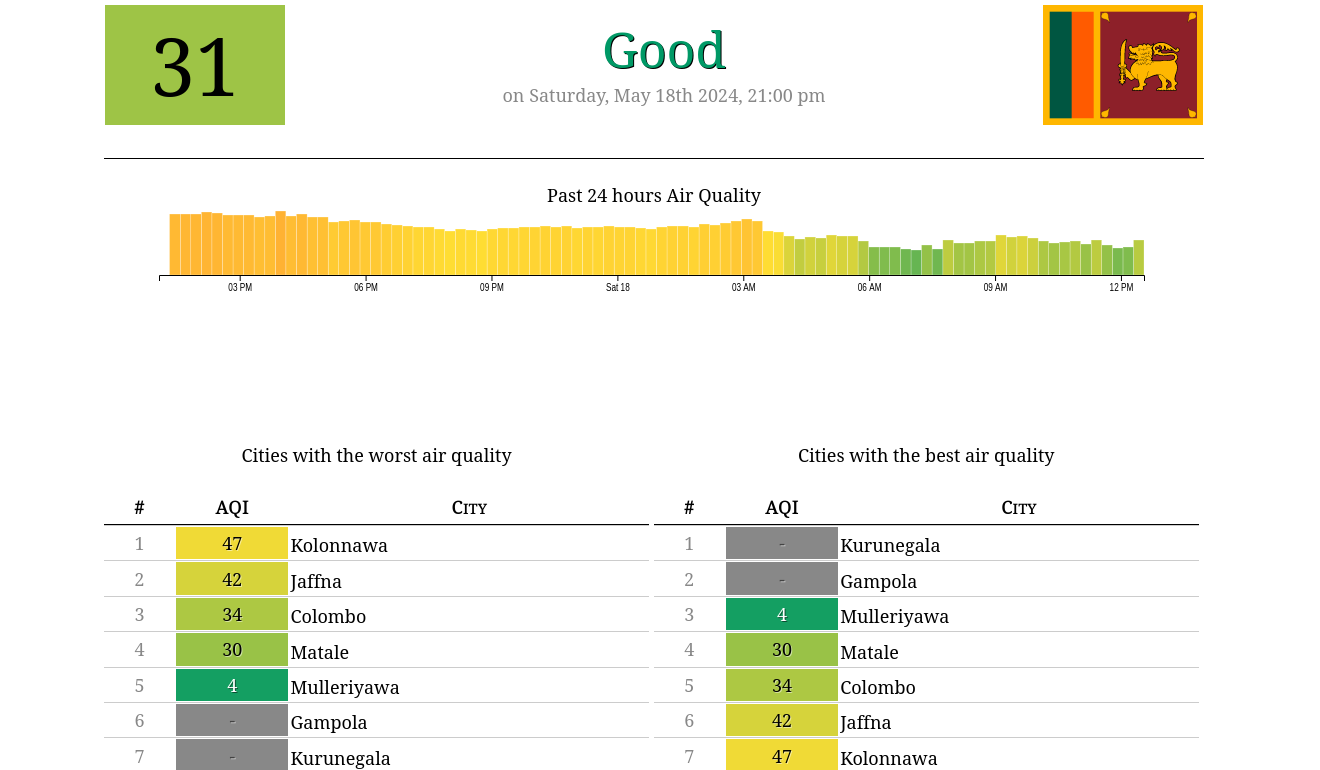 31
Good
on Saturday, May 18th 2024, 21:00 pm
Past 24 hours Air Quality
03 PM 06 PM 09 PM Sat 18 03 AM 06 AM 09 AM 12 PM
Cities with the worst air quality
# AQI City
1 47 Kolonnawa
2 42 Jaffna
3 34 Colombo
4 30 Matale
5 4 Mulleriyawa
6 - Gampola
7 - Kurunegala
Cities with the best air quality
# AQI City
1 - Kurunegala
2 - Gampola
3 4 Mulleriyawa
4 30 Matale
5 34 Colombo
6 42 Jaffna
7 47 Kolonnawa